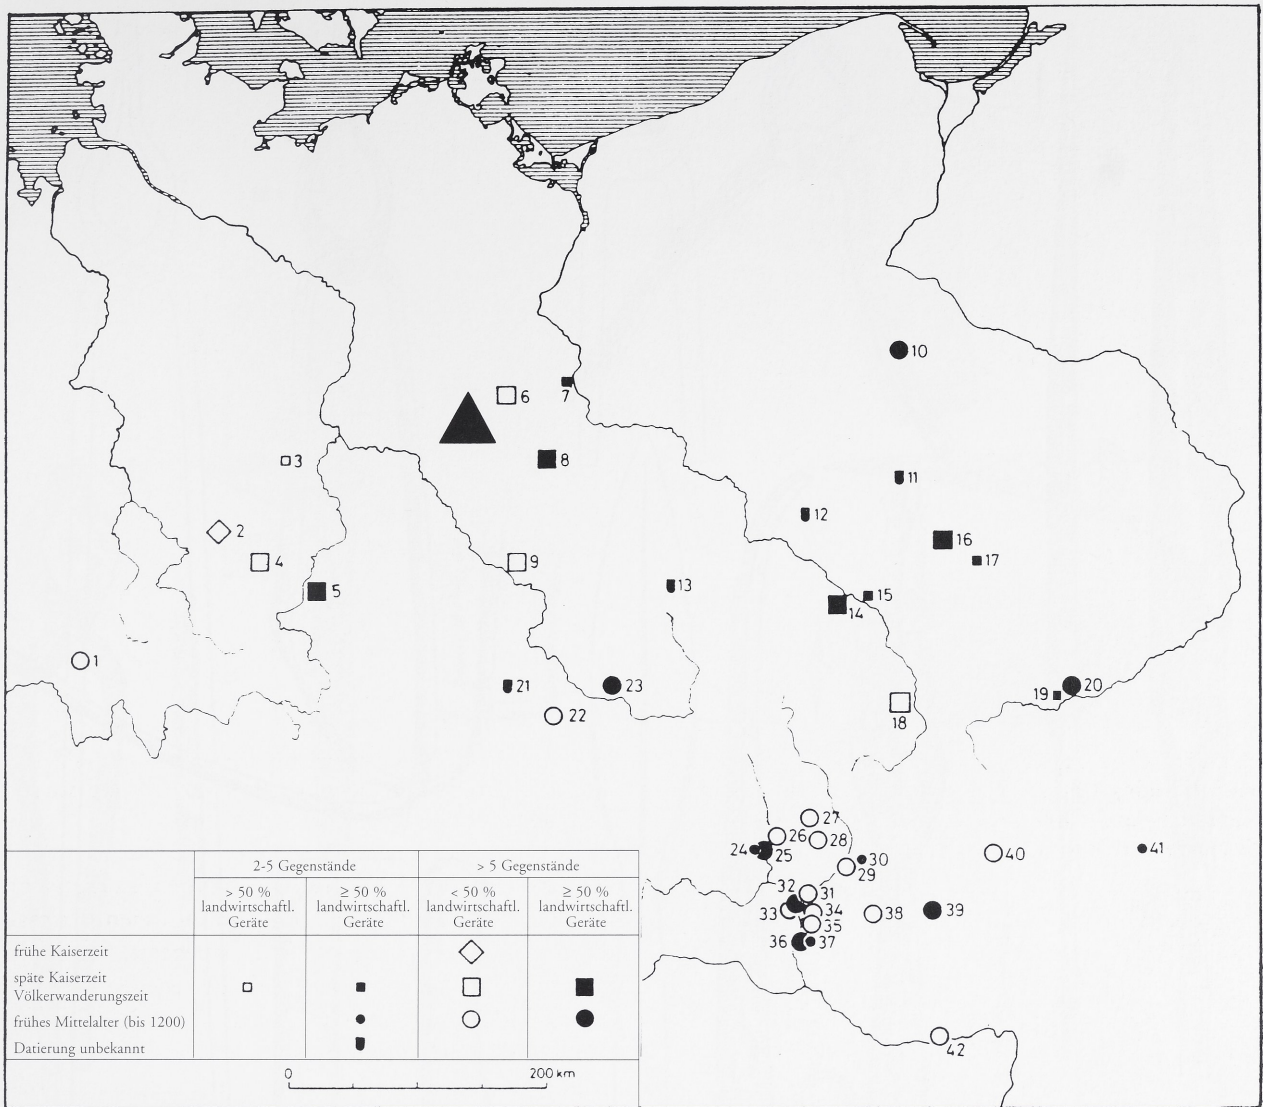 10
6
7
8
3
11
12
2
16
4
9
17
5
13
15
14
1
21
23
19
20
22
18
27
26
28
24
25
30
41
40
29
32
31
33
34
38
39
35
36
37
42
2-5 Gegenstände
> 5 Gegenstände
> 50 %
landwirtschaftl.
Geräte
≥ 50 %
landwirtschaftl.
Geräte
< 50 %
landwirtschaftl.
Geräte
≥ 50 %
landwirtschaftl.
Geräte
frühe Kaiserzeit
späte Kaiserzeit
Völkerwanderungszeit
frühes Mittelalter (bis 1200)
Datierung unbekannt
0 200 km